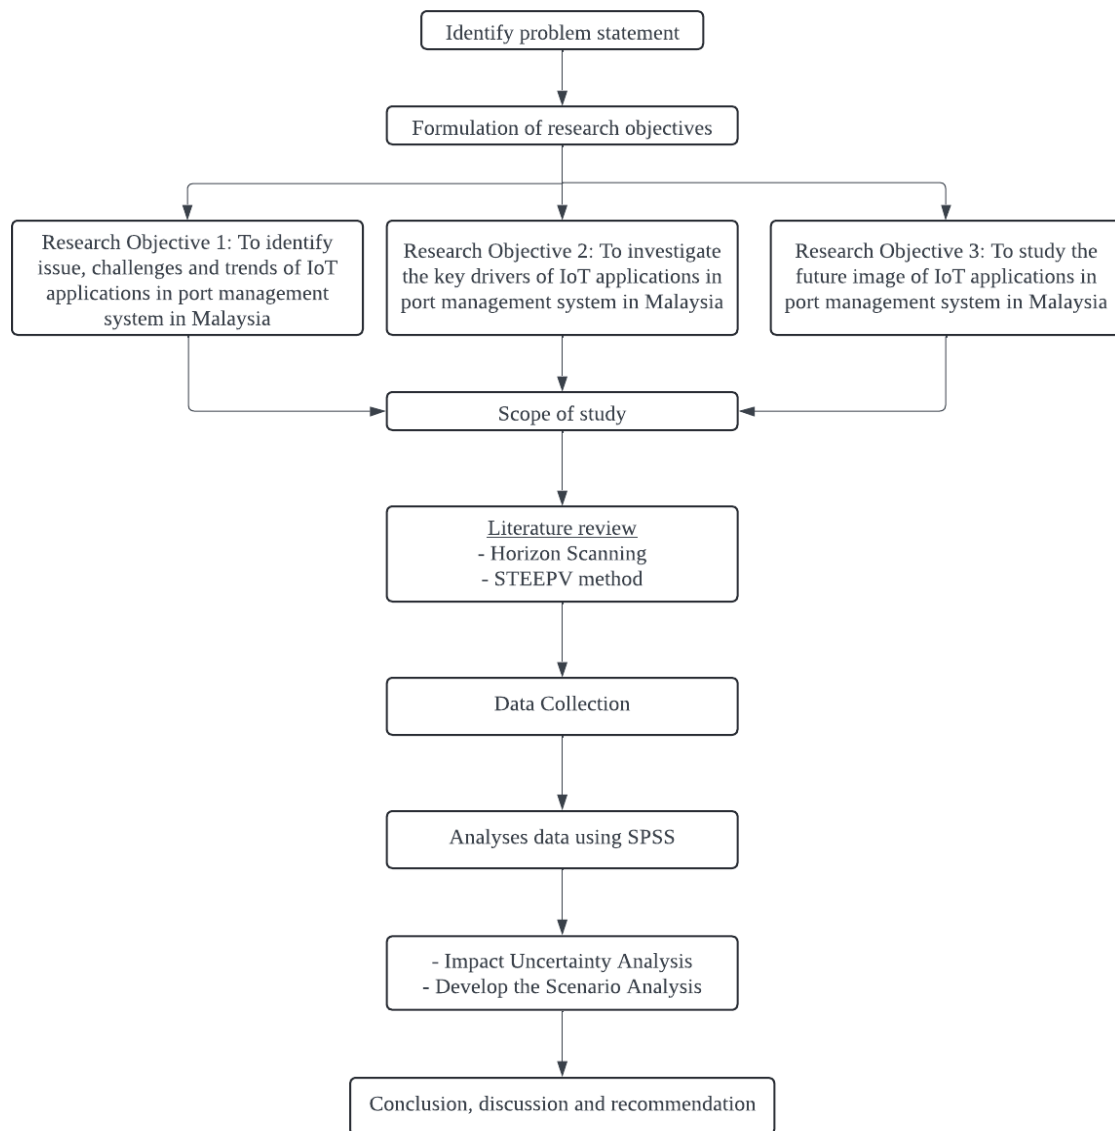 Identify problem statement
Formulation of research objectives
Research Objective 1: To identify
issue, challenges and trends of IoT
applications in port management
system in Malaysia
Research Objective 2: To investigate
the key drivers of IoT applications in
port management system in Malaysia
Research Objective 3: To study the
future image of IoT applications in
port management system in Malaysia
Scope of study
Literature review
- Horizon Scanning
- STEEPV method
Data Collection
Analyses data using SPSS
- Impact Uncertainty Analysis
- Develop the Scenario Analysis
Conclusion, discussion and recommendation